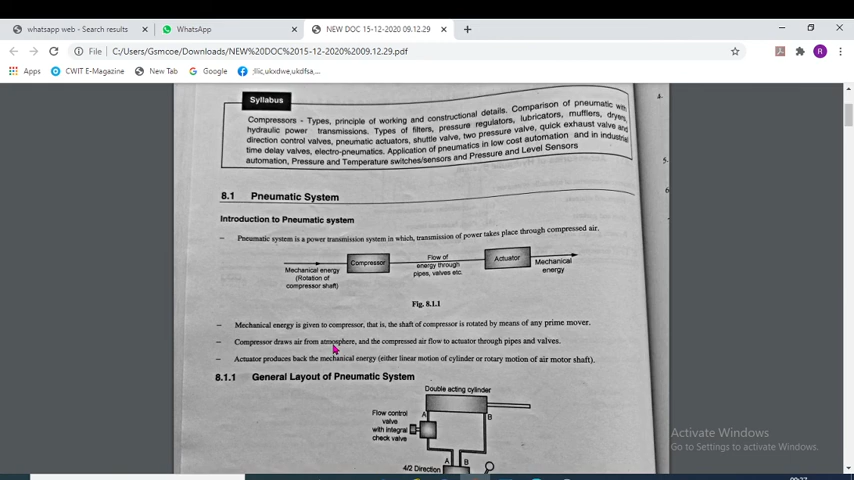 whatsapp web - Search results
WhatsApp
NEW DOC 15-12-2020 09.12.29
File
C:/Users/Gsmcoe/Downloads/NEW%20DOC%2015-12-2020%2009.12.29.pdf
R
Apps
CWIT E-Magazine
New Tab
Google
;llic,ukxdwe,ukdfsa,...
Syllabus
Compressors - Types, principle of working and constructional details. Comparison of pneumatic with
hydraulic power transmissions. Types of filters, pressure regulators, lubricators, mufflers, dryers,
direction control valves, pneumatic actuators, shuttle valve, two pressure valve, quick exhaust valve and
time delay valves, electro-pneumatics. Application of pneumatics in low cost automation and in industrial
automation, Pressure and Temperature switches/sensors and Pressure and Level Sensors
4-
5-
6
8.1 Pneumatic System
Introduction to Pneumatic system
– Pneumatic system is a power transmission system in which, transmission of power takes place through compressed air.
Mechanical energy
(Rotation of
compressor shaft)
Compressor
Flow of
energy through
pipes, valves etc.
Actuator
Mechanical
energy
Fig. 8.1.1
– Mechanical energy is given to compressor, that is, the shaft of compressor is rotated by means of any prime mover.
– Compressor draws air from atmosphere, and the compressed air flow to actuator through pipes and valves.
– Actuator produces back the mechanical energy (either linear motion of cylinder or rotary motion of air motor shaft).
8.1.1 General Layout of Pneumatic System
Double acting cylinder
Flow control
valve
with integral
check valve
A
B
A B
4/2 Direction
Activate Windows
Go to Settings to activate Windows.